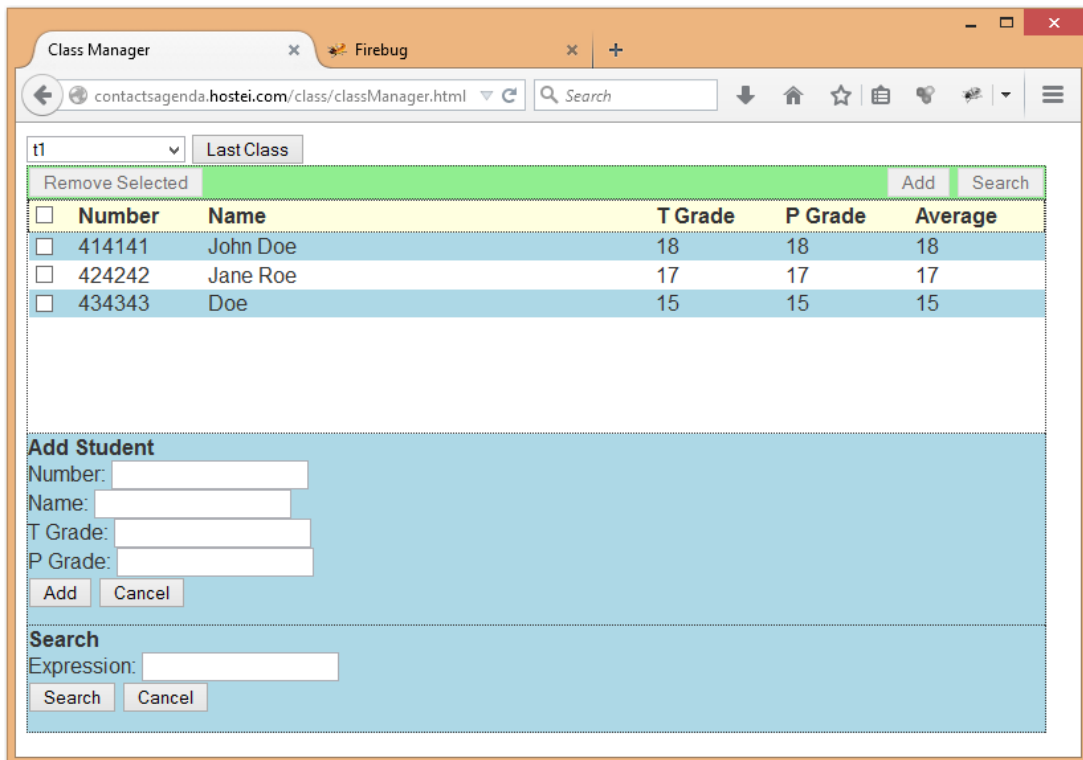 Class Manager Firebug
contactsagenda.hostei.com/class/classManager.html Search
t1 Last Class
Remove Selected Add Search
Number Name T Grade P Grade Average
414141 John Doe 18 18 18
424242 Jane Roe 17 17 17
434343 Doe 15 15 15
Add Student
Number:
Name:
T Grade:
P Grade:
Add Cancel
Search
Expression:
Search Cancel